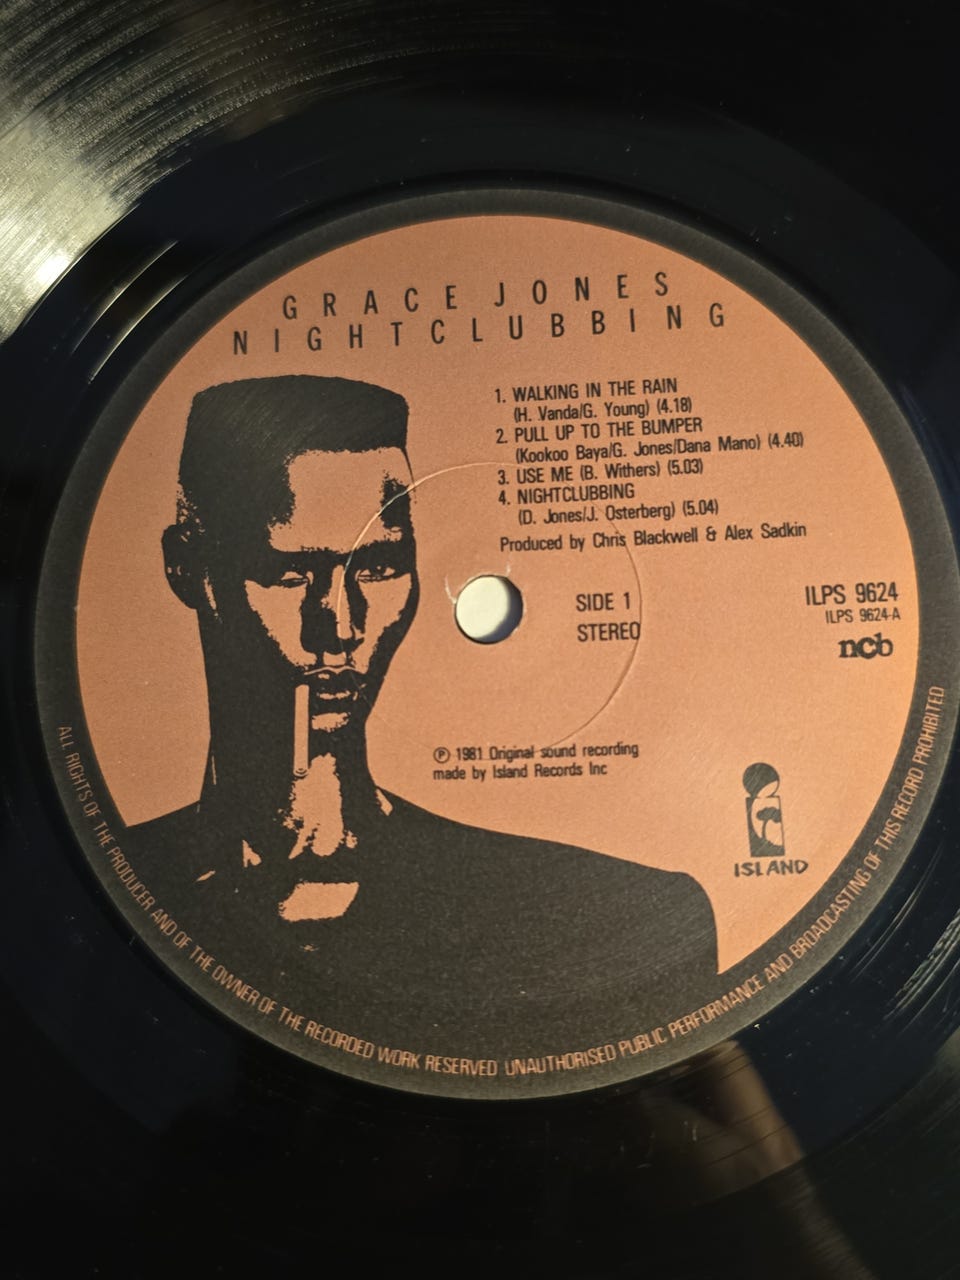 GRACE JONES
NIGHTCLUBBING
1. WALKING IN THE RAIN
(H. Vanda/G. Young) (4.18)
2. PULL UP TO THE BUMPER
(Kookoo Baya/G. Jones/Dana Mano) (4.40)
3. USE ME (B. Withers) (5.03)
4. NIGHTCLUBBING
(D. Jones/J. Osterberg) (5.04)
Produced by Chris Blackwell & Alex Sadkin
SIDE 1
STEREO
ILPS 9624
ILPS 9624-A
ncb
℗ 1981 Original sound recording
made by Island Records Inc
ISLAND
ALL RIGHTS OF THE PRODUCER AND OF THE OWNER OF THE RECORDED WORK RESERVED UNAUTHORISED PUBLIC PERFORMANCE AND BROADCASTING OF THIS RECORD PROHIBITED